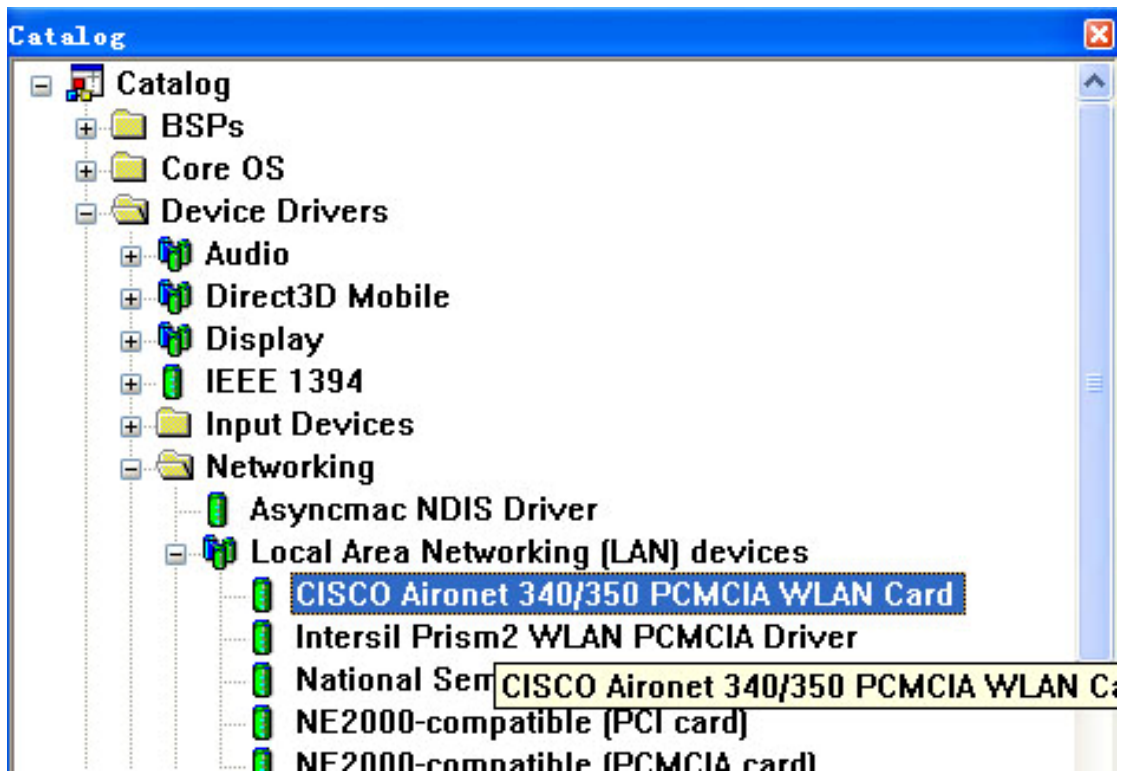 Catalog
Catalog
BSPs
Core OS
Device Drivers
Audio
Direct3D Mobile
Display
IEEE 1394
Input Devices
Networking
Asyncmac NDIS Driver
Local Area Networking (LAN) devices
CISCO Aironet 340/350 PCMCIA WLAN Card
Intersil Prism2 WLAN PCMCIA Driver
National
CISCO Aironet 340/350 PCMCIA WLAN
NE2000-compatible (PCI card)
NE2000-compatible (PCMCIA card)